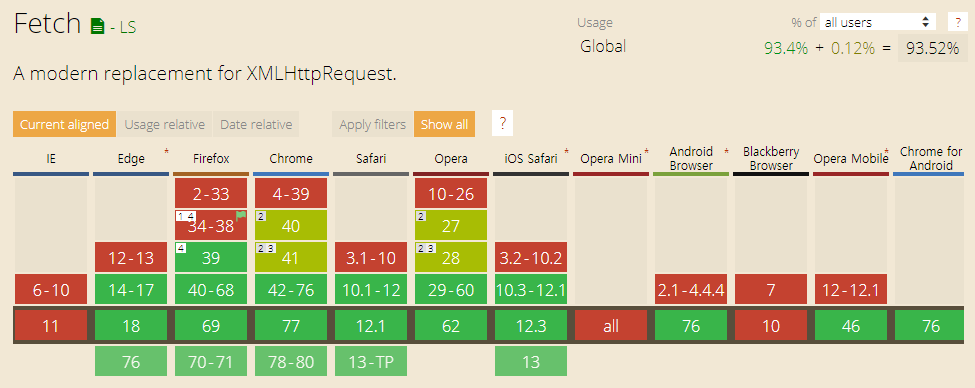 Fetch - LS
Usage % of all users ?
Global 93.4% + 0.12% = 93.52%
A modern replacement for XMLHttpRequest.
Current aligned Usage relative Date relative Apply filters Show all ?
IE Edge * Firefox Chrome Safari Opera iOS Safari * Opera Mini * Android Browser * Blackberry Browser Opera Mobile * Chrome for Android
2-33 4-39 10-26
1 4 34-38 2 40 2 27
12-13 4 39 2 3 41 3.1-10 2 3 28 3.2-10.2
6-10 14-17 40-68 42-76 10.1-12 29-60 10.3-12.1 2.1-4.4.4 7 12-12.1
11 18 69 77 12.1 62 12.3 all 76 10 46 76
76 70-71 78-80 13-TP 13